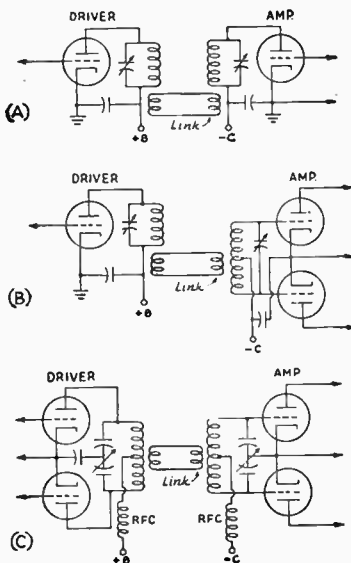 DRIVER AMP.
(A)
+B Link -C
DRIVER AMP.
(B)
+B Link -C
DRIVER AMP
(C)
Link
RFC RFC
+B -C